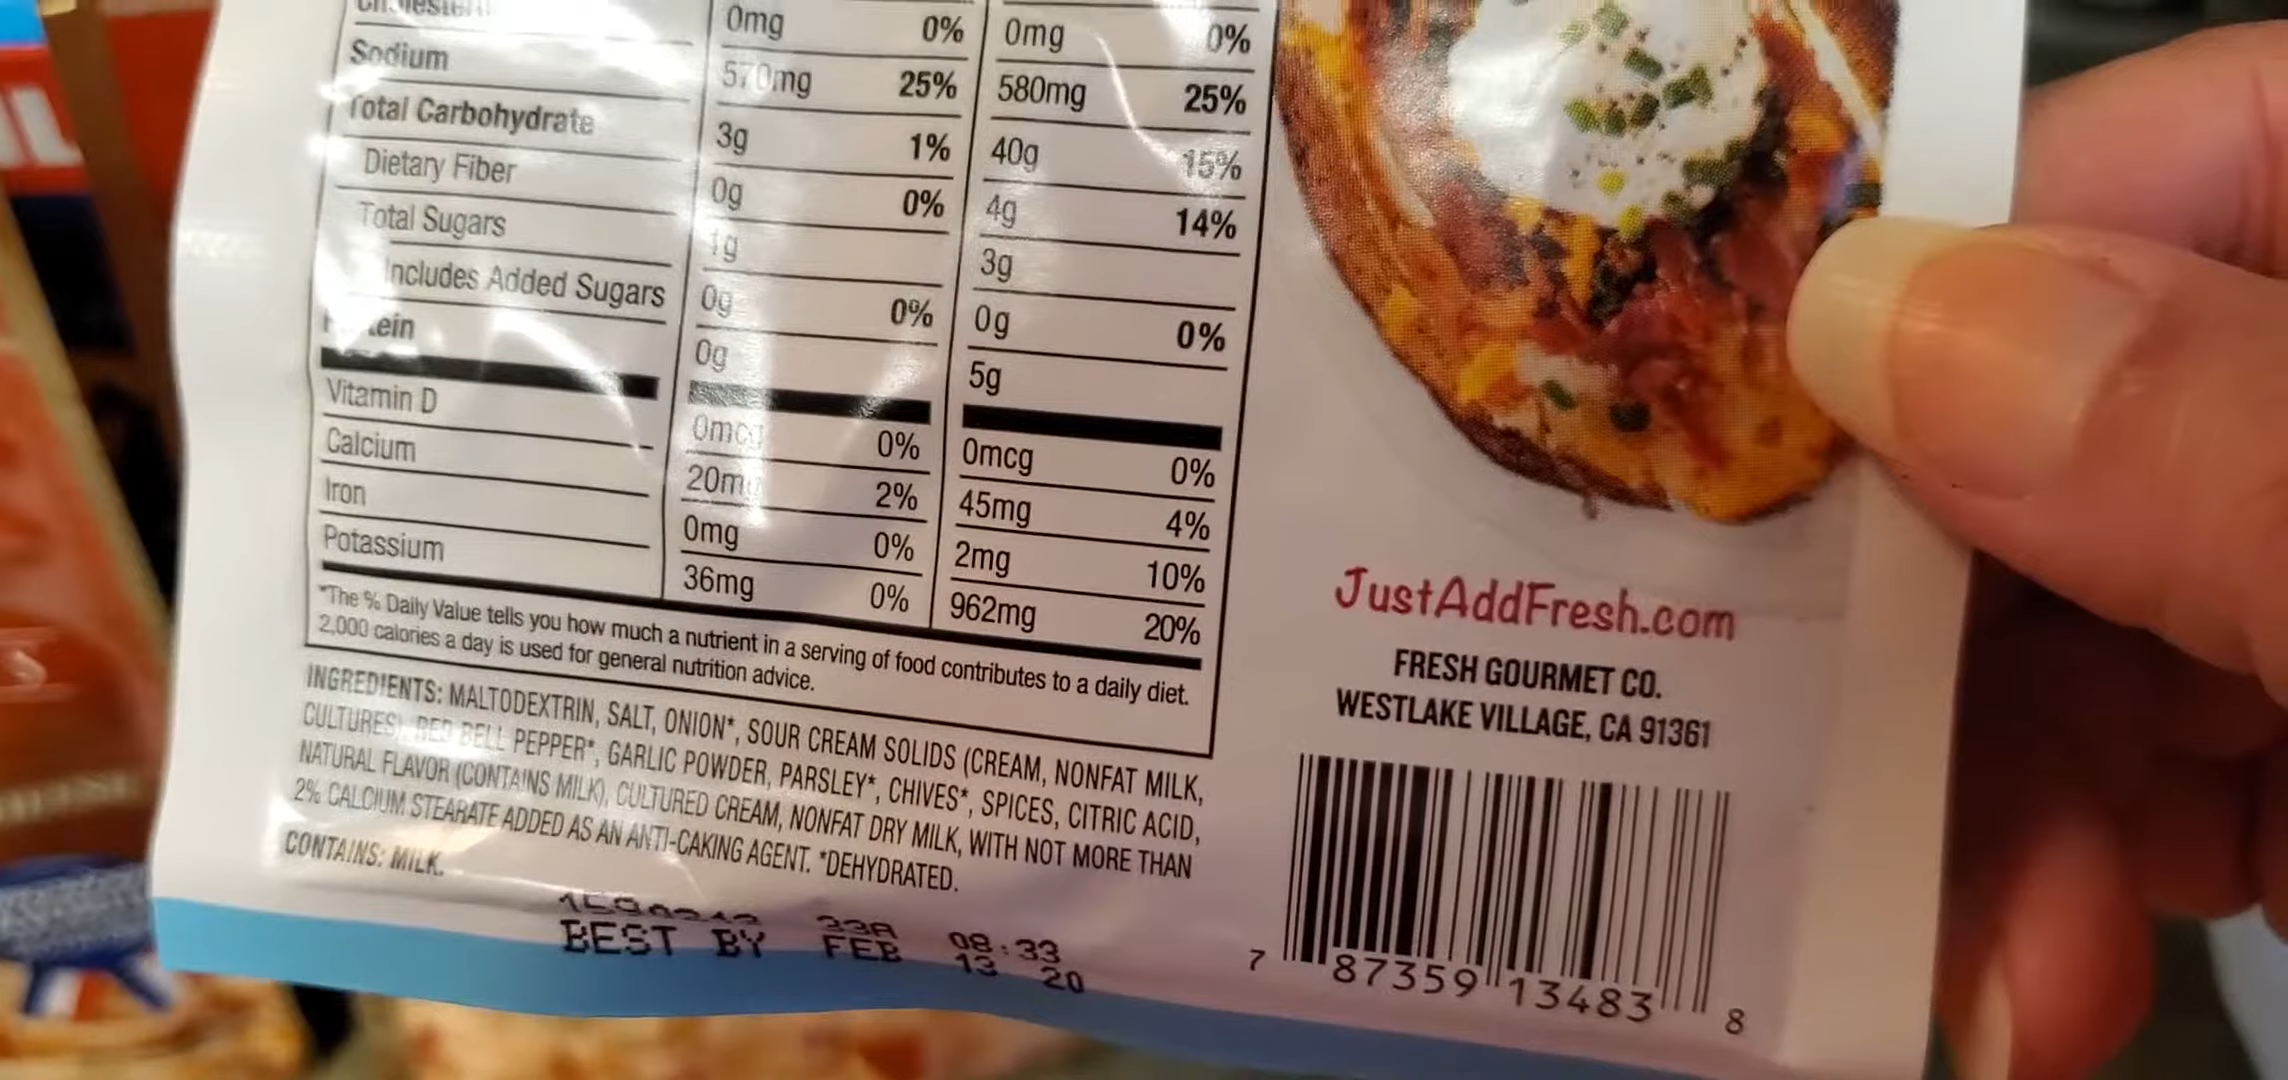 0mg 0% 0mg 0%
Sodium 570mg 25% 580mg 25%
Total Carbohydrate 3g 1% 40g 15%
Dietary Fiber 0g 0% 4g 14%
Total Sugars 1g 3g
Includes Added Sugars 0g 0% 0g 0%
0g 5g
Vitamin D 0mcg 0% 0mcg 0%
Calcium 20mg 2% 45mg 4%
Iron 0mg 0% 2mg 10%
Potassium 36mg 0% 962mg 20%
*The % Daily Value tells you how much a nutrient in a serving of food contributes to a daily diet.
2,000 calories a day is used for general nutrition advice.
INGREDIENTS: MALTODEXTRIN, SALT, ONION*, SOUR CREAM SOLIDS (CREAM, NONFAT MILK,
CULTURES), RED BELL PEPPER*, GARLIC POWDER, PARSLEY*, CHIVES*, SPICES, CITRIC ACID,
NATURAL FLAVOR (CONTAINS MILK), CULTURED CREAM, NONFAT DRY MILK, WITH NOT MORE THAN
2% CALCIUM STEARATE ADDED AS AN ANTI-CAKING AGENT. *DEHYDRATED.
CONTAINS: MILK.
33A 08:33
BEST BY FEB 13 20
JustAddFresh.com
FRESH GOURMET CO.
WESTLAKE VILLAGE, CA 91361
7 87359 13483 8